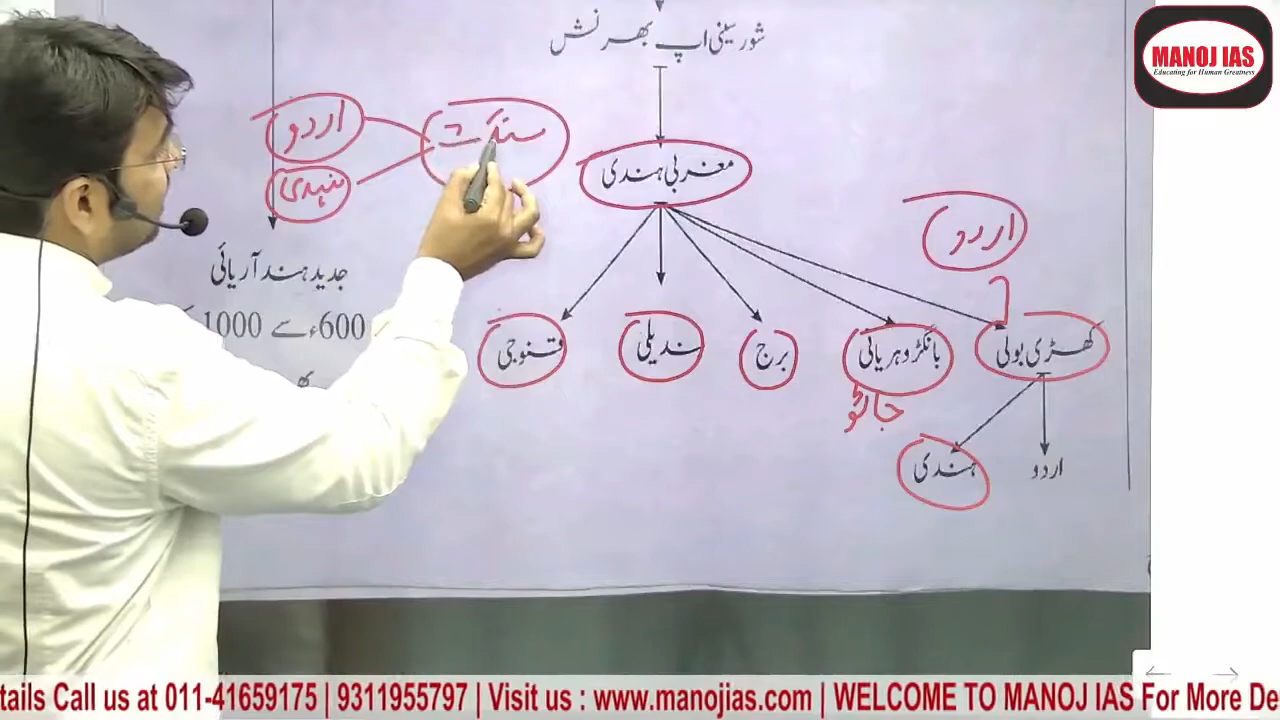 شورسینی اپ بھرنش
MANOJ IAS
Educating for Human Greatness
اردو
ہندی
مغربی ہندی
اردو
جدید ہند آریائی
600ء سے 1000
کھڑی بولی
بانگڑو ہریانی
برج
بندیلی
قنوجی
جاٹو
ہندی
اردو
tails Call us at 011-41659175 | 9311955797 | Visit us : www.manojias.com | WELCOME TO MANOJ IAS For More De